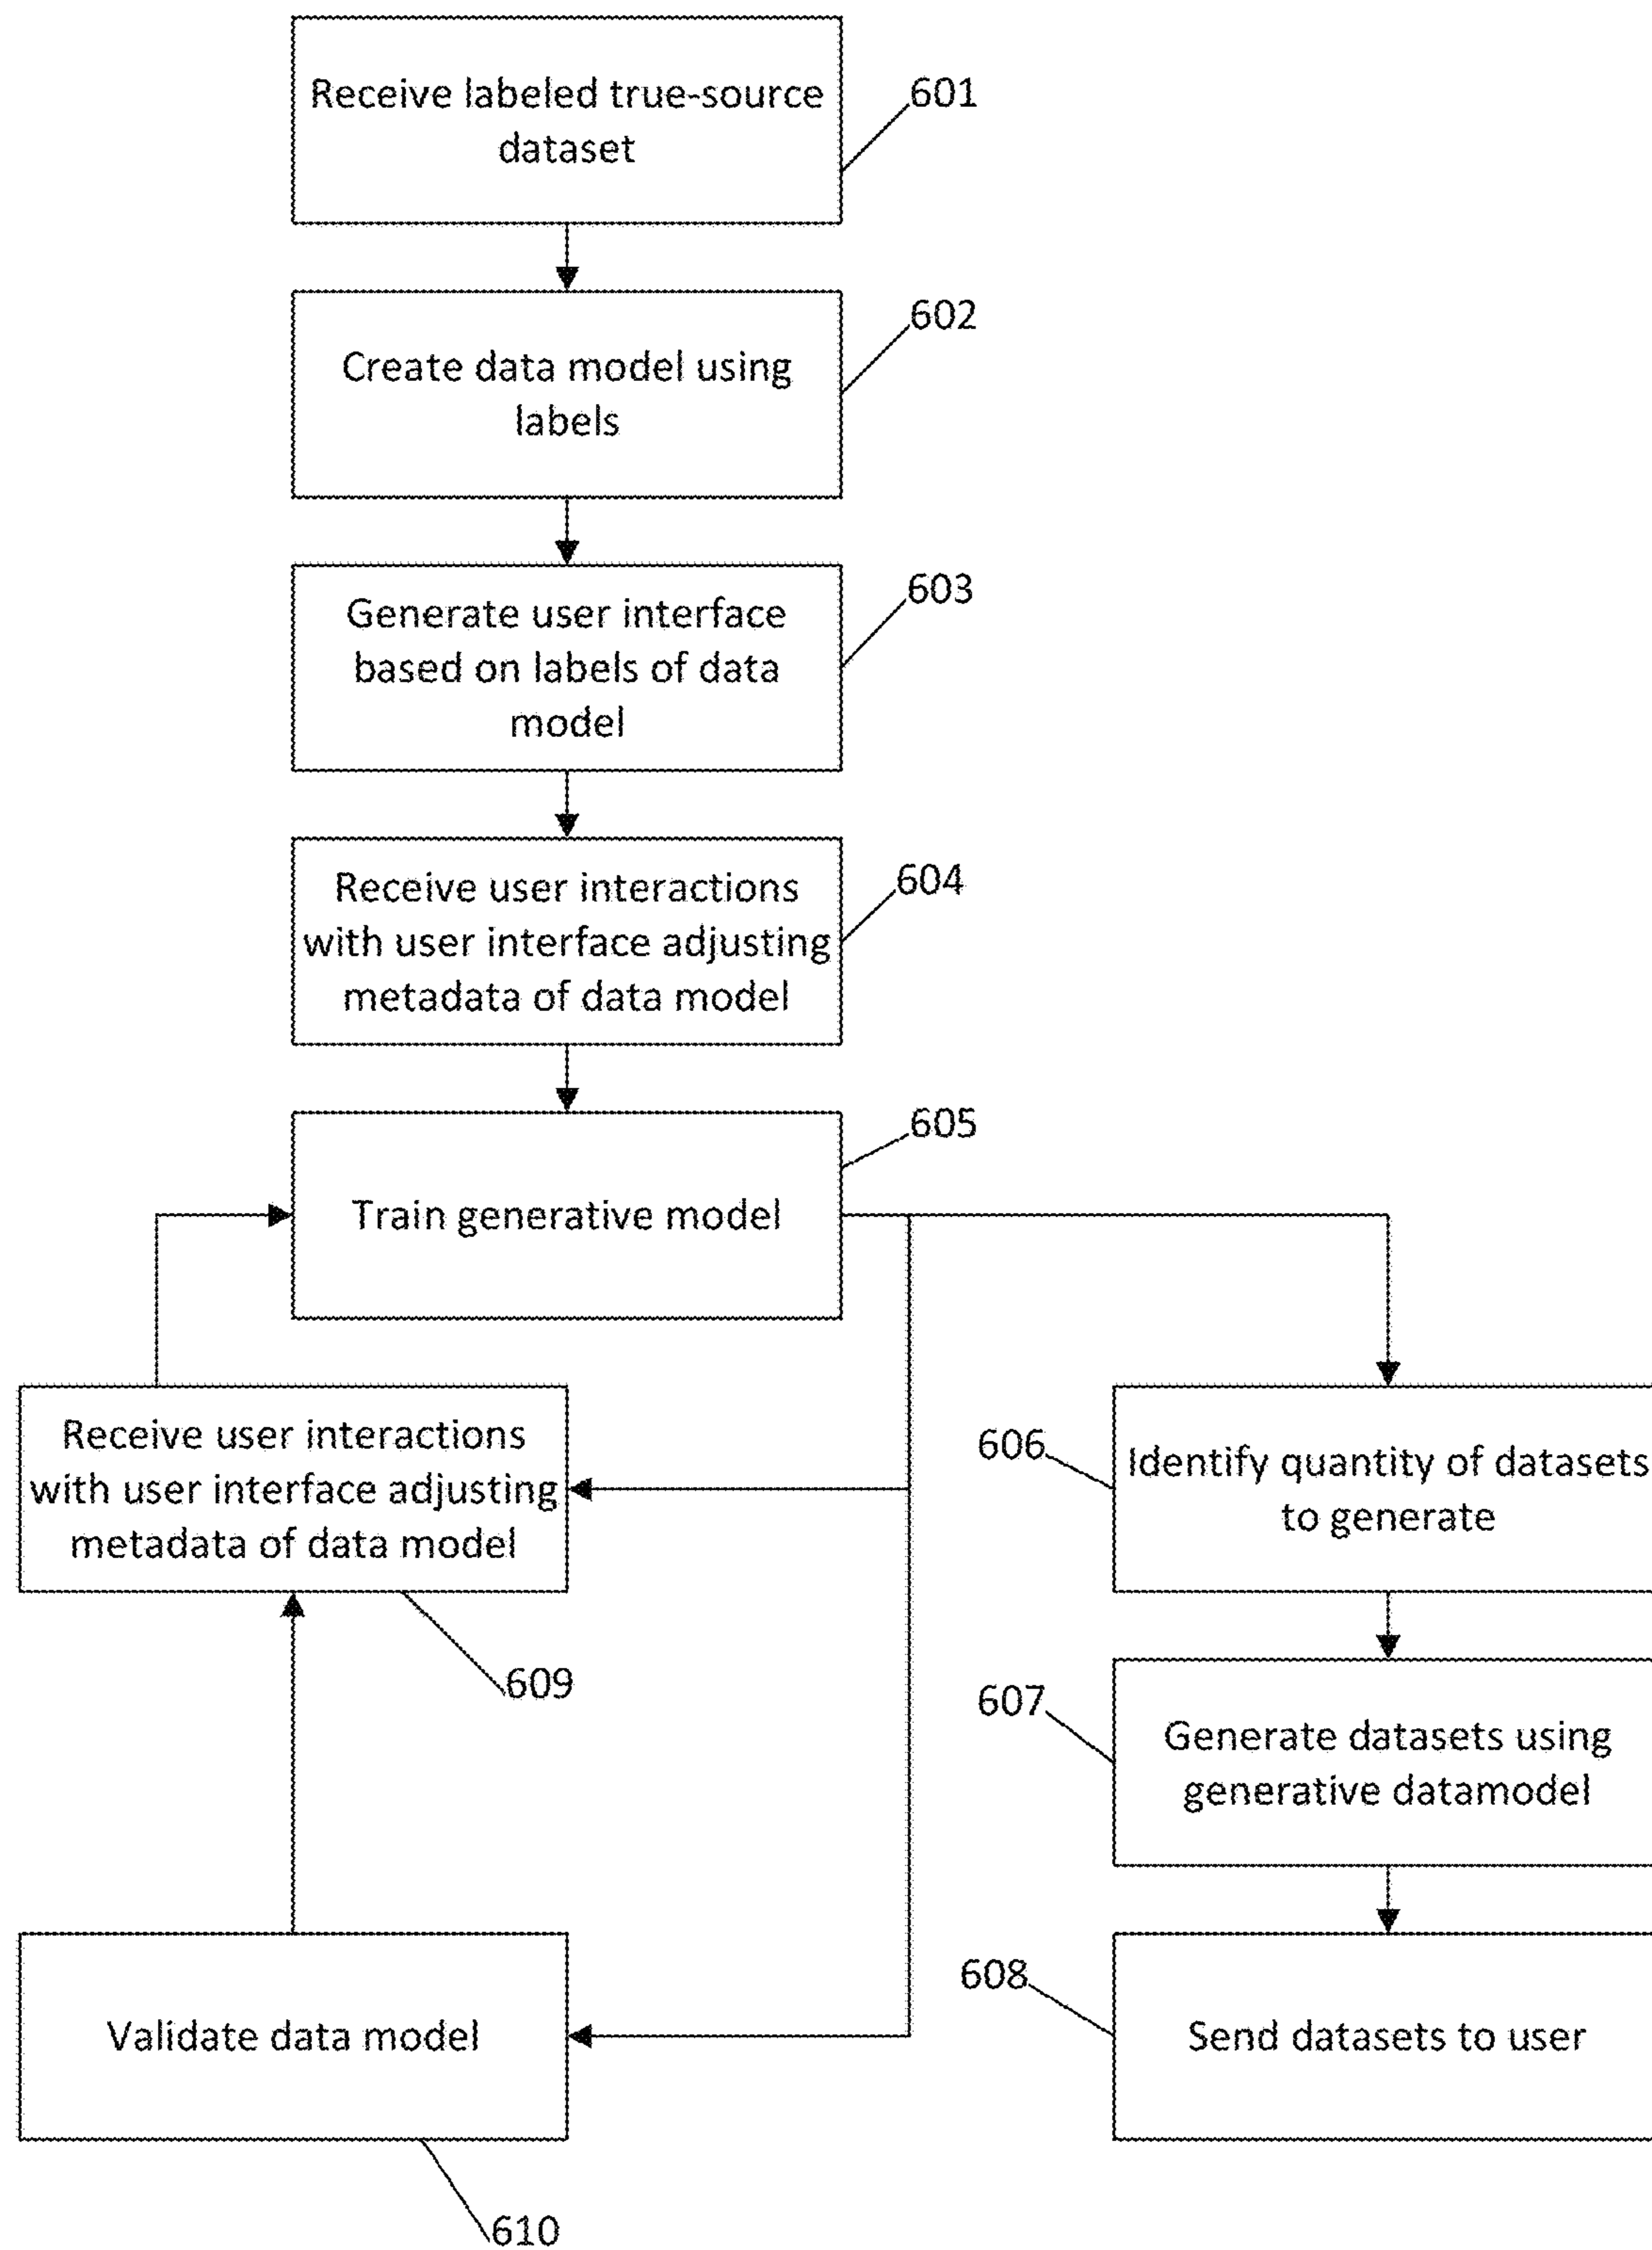 Receive labeled true-source
dataset
601
Create data model using
labels
602
Generate user interface
based on labels of data
model
603
Receive user interactions
with user interface adjusting
metadata of data model
604
Train generative model
605
Identify quantity of datasets
to generate
606
Generate datasets using
generative datamodel
607
Send datasets to user
608
Receive user interactions
with user interface adjusting
metadata of data model
609
Validate data model
610